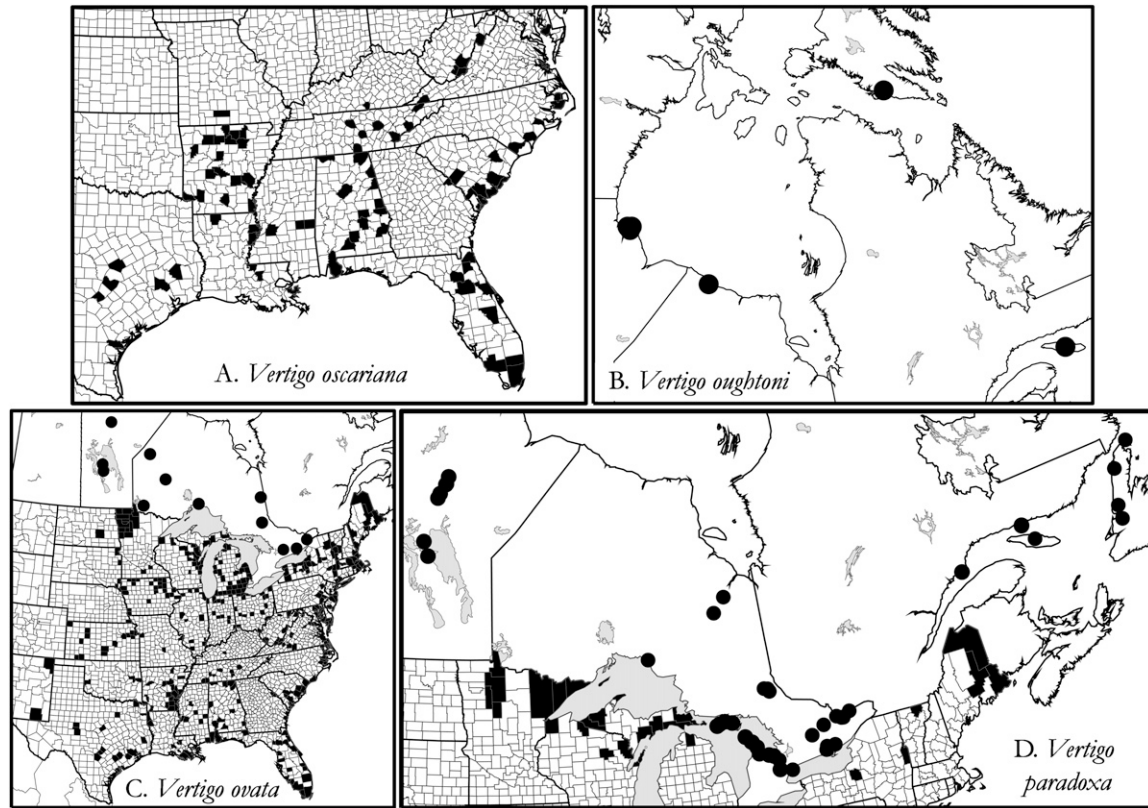 A. Vertigo oscariana
B. Vertigo oughtoni
C. Vertigo ovata
D. Vertigo
paradoxa